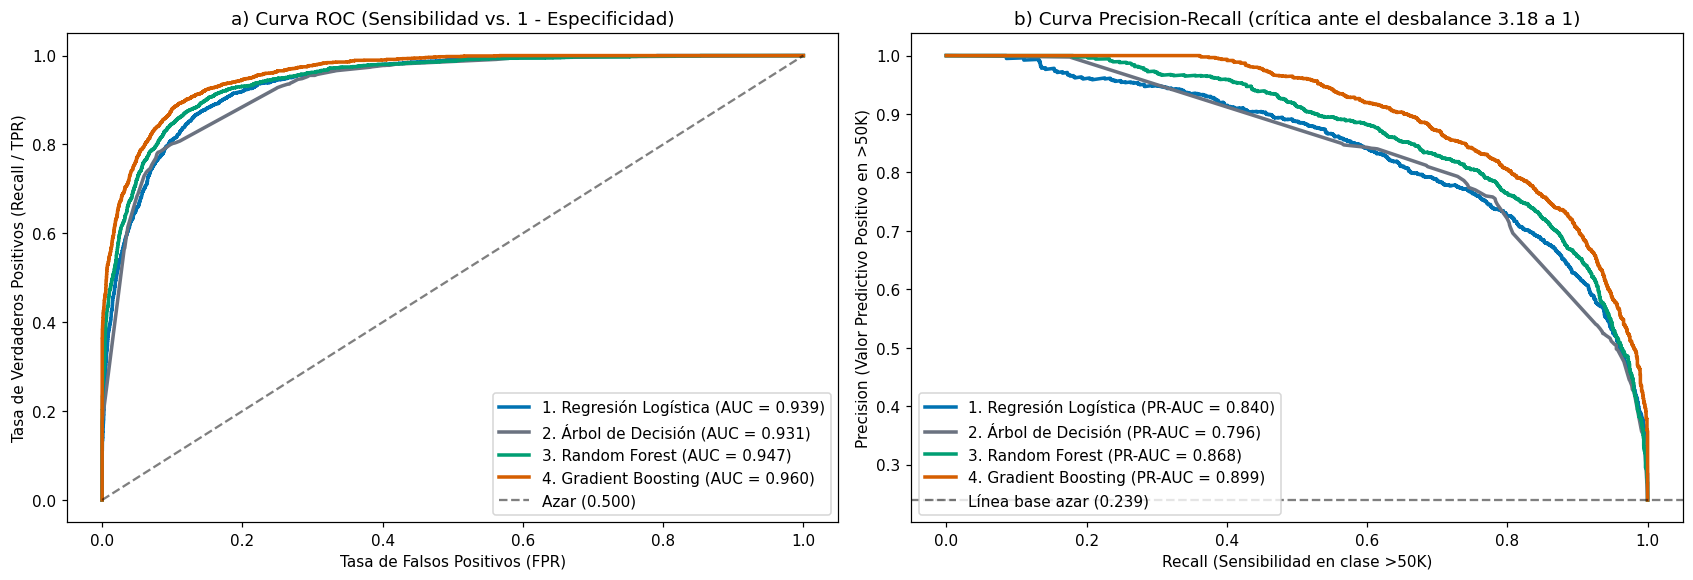 a) Curva ROC (Sensibilidad vs. 1 - Especificidad)
Tasa de Verdaderos Positivos (Recall / TPR)
1.0
0.8
0.6
0.4
0.2
0.0
0.0
0.2
0.4
0.6
0.8
1.0
Tasa de Falsos Positivos (FPR)
1. Regresión Logística (AUC = 0.939)
2. Árbol de Decisión (AUC = 0.931)
3. Random Forest (AUC = 0.947)
4. Gradient Boosting (AUC = 0.960)
Azar (0.500)
b) Curva Precision-Recall (crítica ante el desbalance 3.18 a 1)
Precision (Valor Predictivo Positivo en >50K)
1.0
0.9
0.8
0.7
0.6
0.5
0.4
0.3
0.0
0.2
0.4
0.6
0.8
1.0
Recall (Sensibilidad en clase >50K)
1. Regresión Logística (PR-AUC = 0.840)
2. Árbol de Decisión (PR-AUC = 0.796)
3. Random Forest (PR-AUC = 0.868)
4. Gradient Boosting (PR-AUC = 0.899)
Línea base azar (0.239)